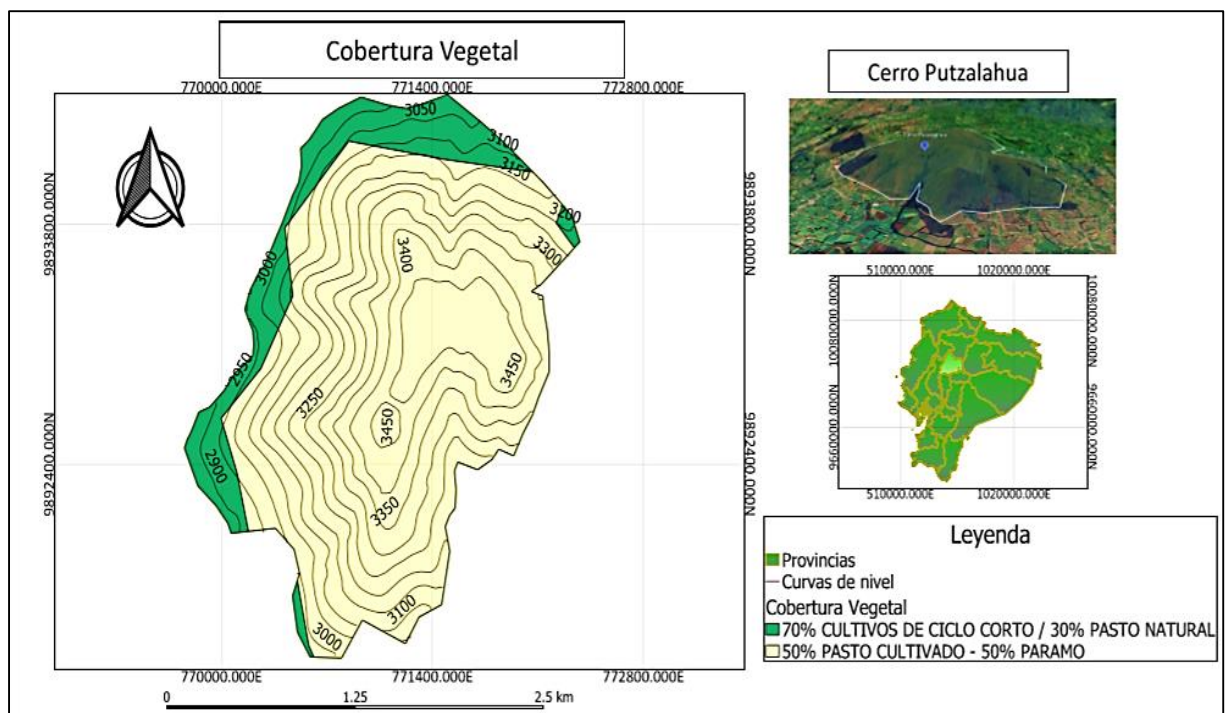 Cobertura Vegetal
770000.000E 771400.000E 772800.000E
3050
3100
3150
3200
3300
3400
3000
2950
3250
3450
3450
2900
3350
3100
3000
9893800.000N
9892400.000N
9893800.000N
9892400.000N
770000.000E 771400.000E 772800.000E
0 1.25 2.5 km
Cerro Putzalahua
510000.000E 1020000.000E
10080000.000N
9660000.000N
510000.000E 1020000.000E
Leyenda
Provincias
Curvas de nivel
Cobertura Vegetal
70% CULTIVOS DE CICLO CORTO / 30% PASTO NATURAL
50% PASTO CULTIVADO - 50% PARAMO